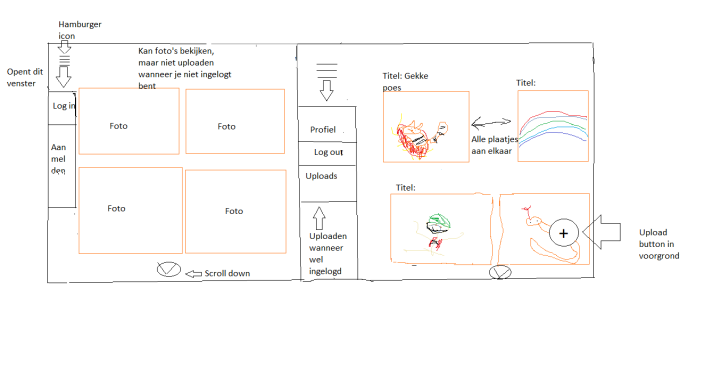 Hamburger
icon
Opent dit
venster
Kan foto's bekijken,
maar niet uploaden
wanneer je niet ingelogt
bent
Log in
Aan
mel
den
Foto
Foto
Foto
Foto
Scroll down
Profiel
Log out
Uploads
Uploaden
wanneer
wel
ingelogd
Titel: Gekke
poes
Titel:
Alle plaatjes
aan elkaar
Titel:
+
Upload
button in
voorgrond